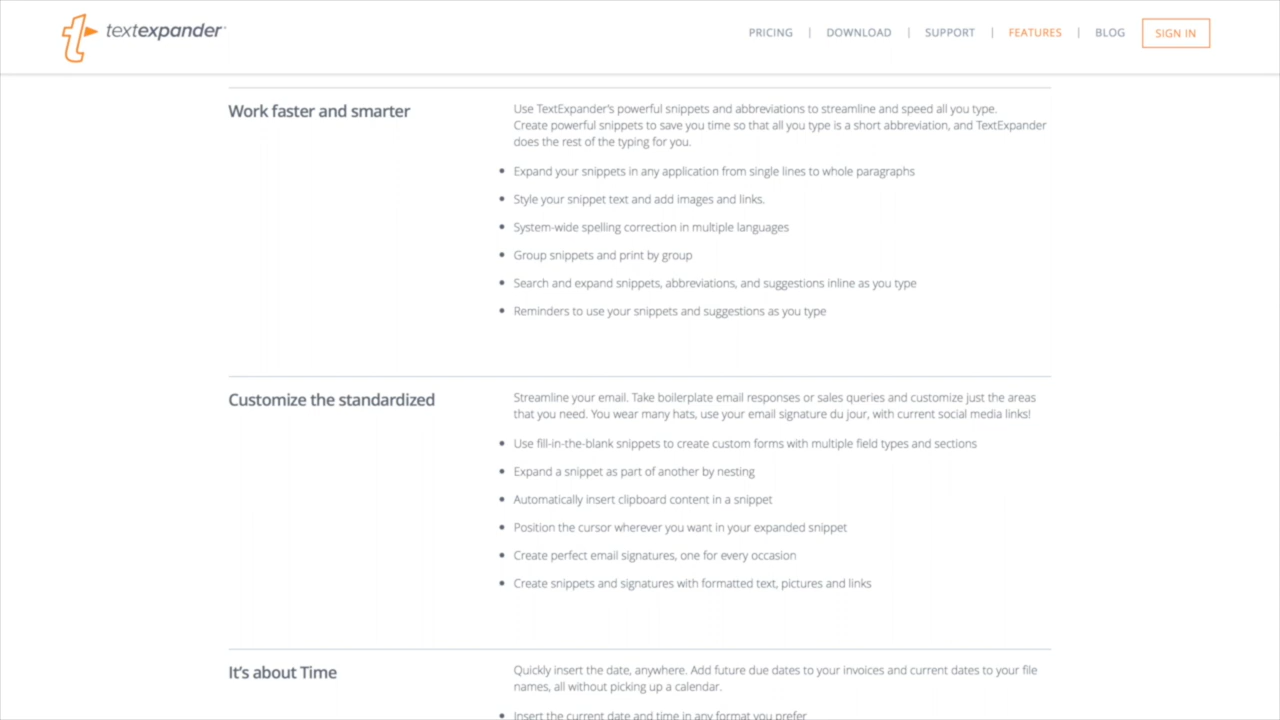 textexpander
PRICING | DOWNLOAD | SUPPORT | FEATURES | BLOG SIGN IN
Work faster and smarter
Use TextExpander's powerful snippets and abbreviations to streamline and speed all you type.
Create powerful snippets to save you time so that all you type is a short abbreviation, and TextExpander
does the rest of the typing for you.
• Expand your snippets in any application from single lines to whole paragraphs
• Style your snippet text and add images and links.
• System-wide spelling correction in multiple languages
• Group snippets and print by group
• Search and expand snippets, abbreviations, and suggestions inline as you type
• Reminders to use your snippets and suggestions as you type
Customize the standardized
Streamline your email. Take boilerplate email responses or sales queries and customize just the areas
that you need. You wear many hats, use your email signature du jour, with current social media links!
• Use fill-in-the-blank snippets to create custom forms with multiple field types and sections
• Expand a snippet as part of another by nesting
• Automatically insert clipboard content in a snippet
• Position the cursor wherever you want in your expanded snippet
• Create perfect email signatures, one for every occasion
• Create snippets and signatures with formatted text, pictures and links
It's about Time
Quickly insert the date, anywhere. Add future due dates to your invoices and current dates to your file
names, all without picking up a calendar.
• Insert the current date and time in any format you prefer